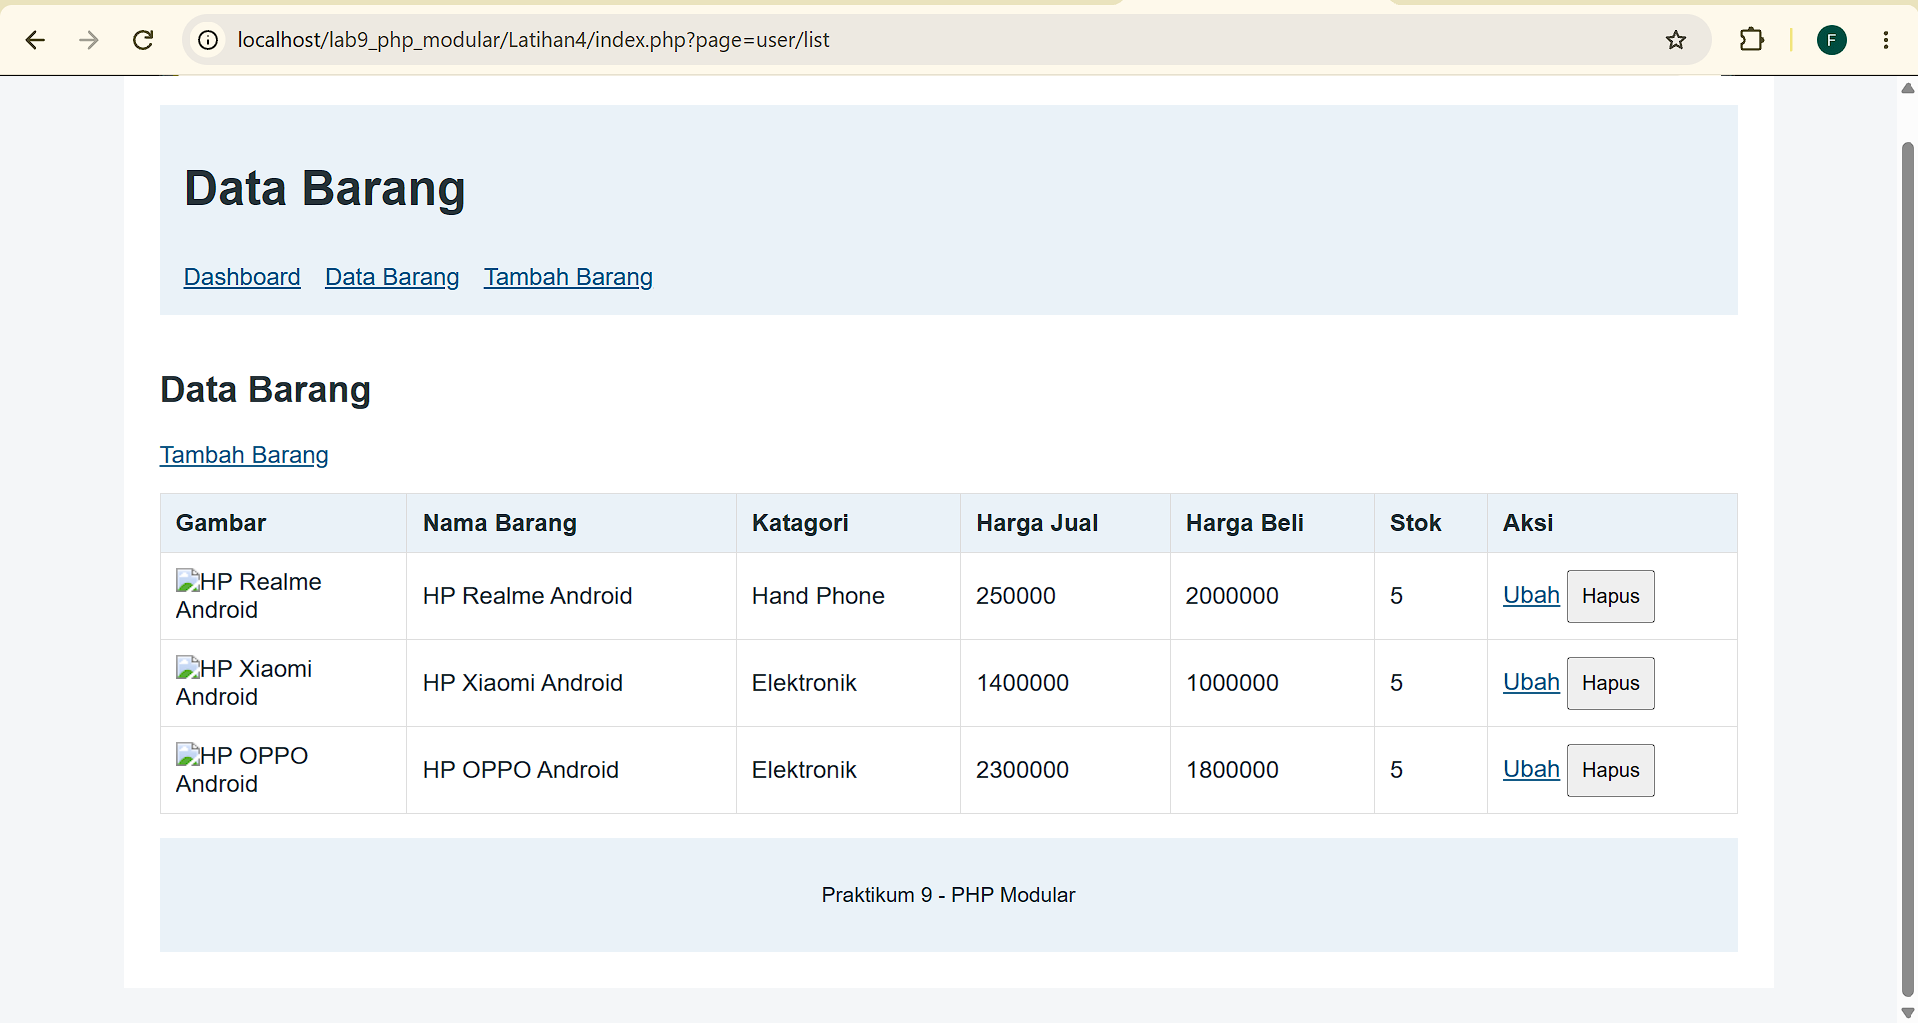 localhost/lab9_php_modular/Latihan4/index.php?page=user/list
F
Data Barang
Dashboard Data Barang Tambah Barang
Data Barang
Tambah Barang
Gambar Nama Barang Katagori Harga Jual Harga Beli Stok Aksi
HP Realme
Android
HP Realme Android Hand Phone 250000 2000000 5 Ubah Hapus
HP Xiaomi
Android
HP Xiaomi Android Elektronik 1400000 1000000 5 Ubah Hapus
HP OPPO
Android
HP OPPO Android Elektronik 2300000 1800000 5 Ubah Hapus
Praktikum 9 - PHP Modular